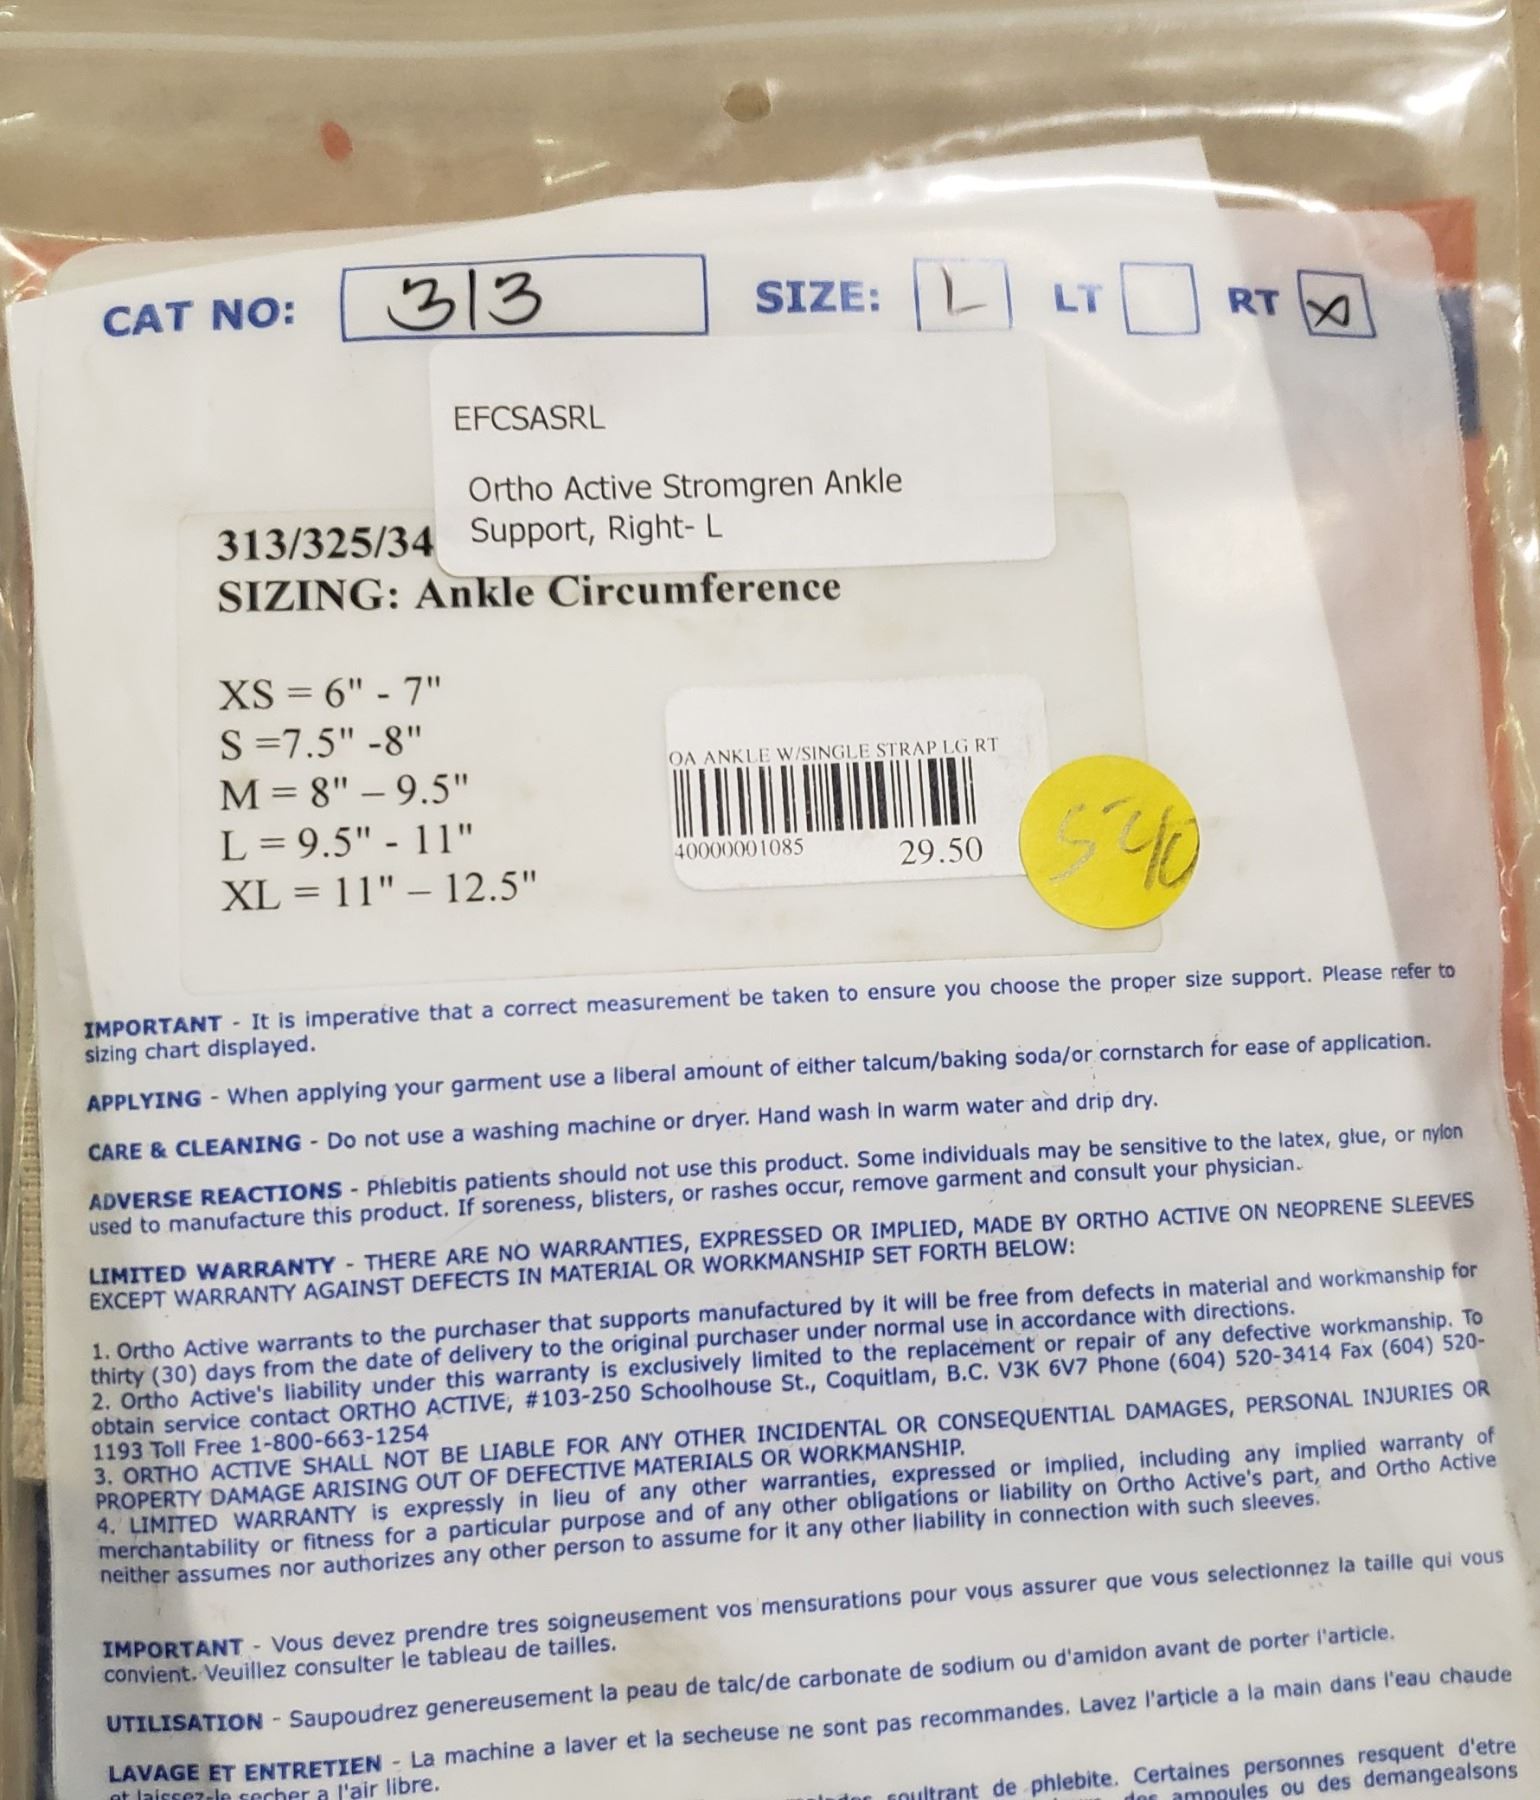 CAT NO: 313 SIZE: L LT RT X
EFCSASRL
Ortho Active Stromgren Ankle
Support, Right- L
313/325/34
SIZING: Ankle Circumference
XS = 6" - 7"
S =7.5" -8"
M = 8" – 9.5"
L = 9.5" - 11"
XL = 11" – 12.5"
OA ANKLE W/SINGLE STRAP LG RT
40000001085 29.50
IMPORTANT - It is imperative that a correct measurement be taken to ensure you choose the proper size support. Please refer to
sizing chart displayed.
APPLYING - When applying your garment use a liberal amount of either talcum/baking soda/or cornstarch for ease of application.
CARE & CLEANING - Do not use a washing machine or dryer. Hand wash in warm water and drip dry.
ADVERSE REACTIONS - Phlebitis patients should not use this product. Some individuals may be sensitive to the latex, glue, or nylon
used to manufacture this product. If soreness, blisters, or rashes occur, remove garment and consult your physician.
LIMITED WARRANTY - THERE ARE NO WARRANTIES, EXPRESSED OR IMPLIED, MADE BY ORTHO ACTIVE ON NEOPRENE SLEEVES
EXCEPT WARRANTY AGAINST DEFECTS IN MATERIAL OR WORKMANSHIP SET FORTH BELOW:
1. Ortho Active warrants to the purchaser that supports manufactured by it will be free from defects in material and workmanship for
thirty (30) days from the date of delivery to the original purchaser under normal use in accordance with directions.
2. Ortho Active's liability under this warranty is exclusively limited to the replacement or repair of any defective workmanship. To
obtain service contact ORTHO ACTIVE, #103-250 Schoolhouse St., Coquitlam, B.C. V3K 6V7 Phone (604) 520-3414 Fax (604) 520-
1193 Toll Free 1-800-663-1254
3. ORTHO ACTIVE SHALL NOT BE LIABLE FOR ANY OTHER INCIDENTAL OR CONSEQUENTIAL DAMAGES, PERSONAL INJURIES OR
PROPERTY DAMAGE ARISING OUT OF DEFECTIVE MATERIALS OR WORKMANSHIP.
4. LIMITED WARRANTY is expressly in lieu of any other warranties, expressed or implied, including any implied warranty of
merchantability or fitness for a particular purpose and of any other obligations or liability on Ortho Active's part, and Ortho Active
neither assumes nor authorizes any other person to assume for it any other liability in connection with such sleeves.
IMPORTANT - Vous devez prendre tres soigneusement vos mensurations pour vous assurer que vous selectionnez la taille qui vous
convient. Veuillez consulter le tableau de tailles.
UTILISATION - Saupoudrez genereusement la peau de talc/de carbonate de sodium ou d'amidon avant de porter l'article.
LAVAGE ET ENTRETIEN - La machine a laver et la secheuse ne sont pas recommandes. Lavez l'article a la main dans l'eau chaude
et laissez-le secher a l'air libre.
de phlebite. Certaines personnes resquent d'etre
ampoules ou des demangealsons